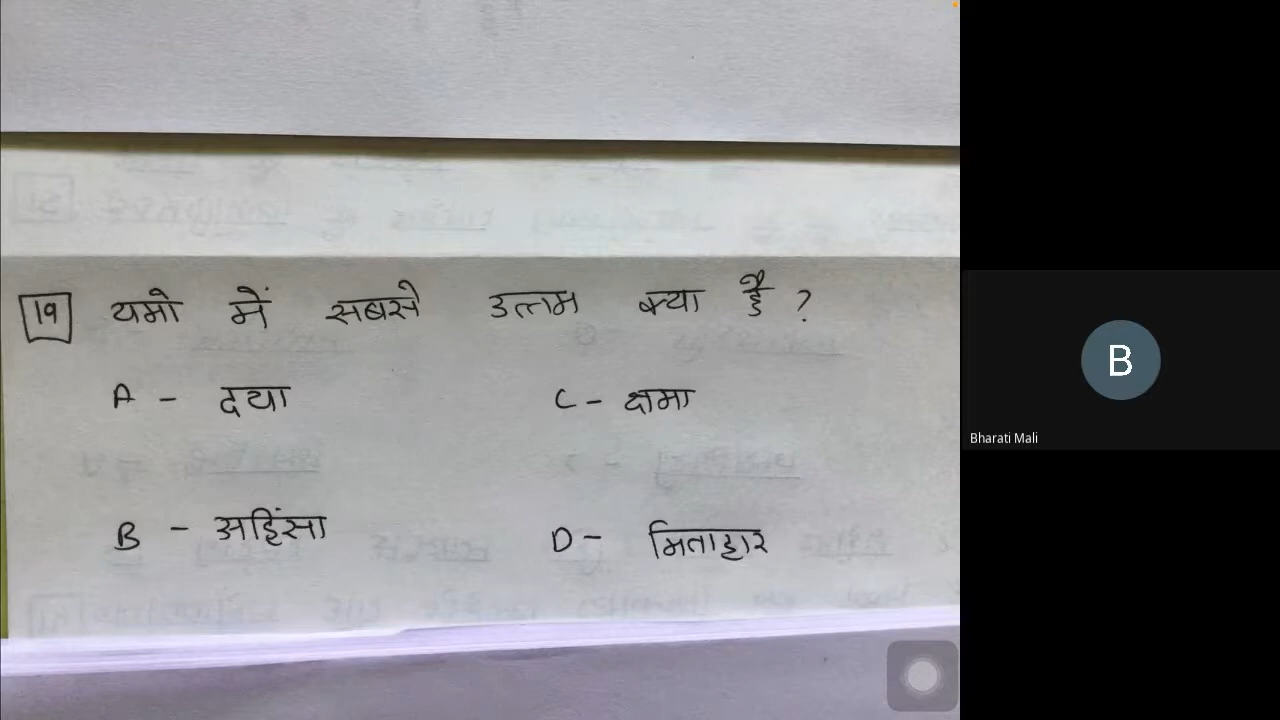 19 यमो में सबसे उत्तम क्या है ?
A - दया C - क्षमा
B - अहिंसा D - मिताहार
B
Bharati Mali